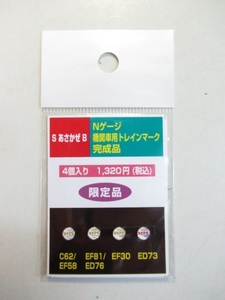 S あさかぜ B
Nゲージ
機関車用トレインマーク
完成品
4個入り 1,320円(税込)
限定品
C62/ EF81/ EF30 ED73
EF58 ED76